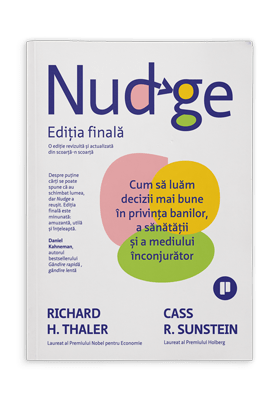 Nudge
Ediția finală
O ediție revizuită și actualizată
din scoarță-n scoarță
Despre puține
cărți se poate
spune că au
schimbat lumea,
dar Nudge a
reușit. Ediția
finală este
minunată:
amuzantă, utilă
și înțeleaptă.
Daniel
Kahneman,
autorul
bestsellerului
Gândire rapidă,
gândire lentă
Cum să luăm
decizii mai bune
în privința banilor,
a sănătății
și a mediului
înconjurător
RICHARD
H. THALER
Laureat al Premiului Nobel pentru Economie
CASS
R. SUNSTEIN
Laureat al Premiului Holberg